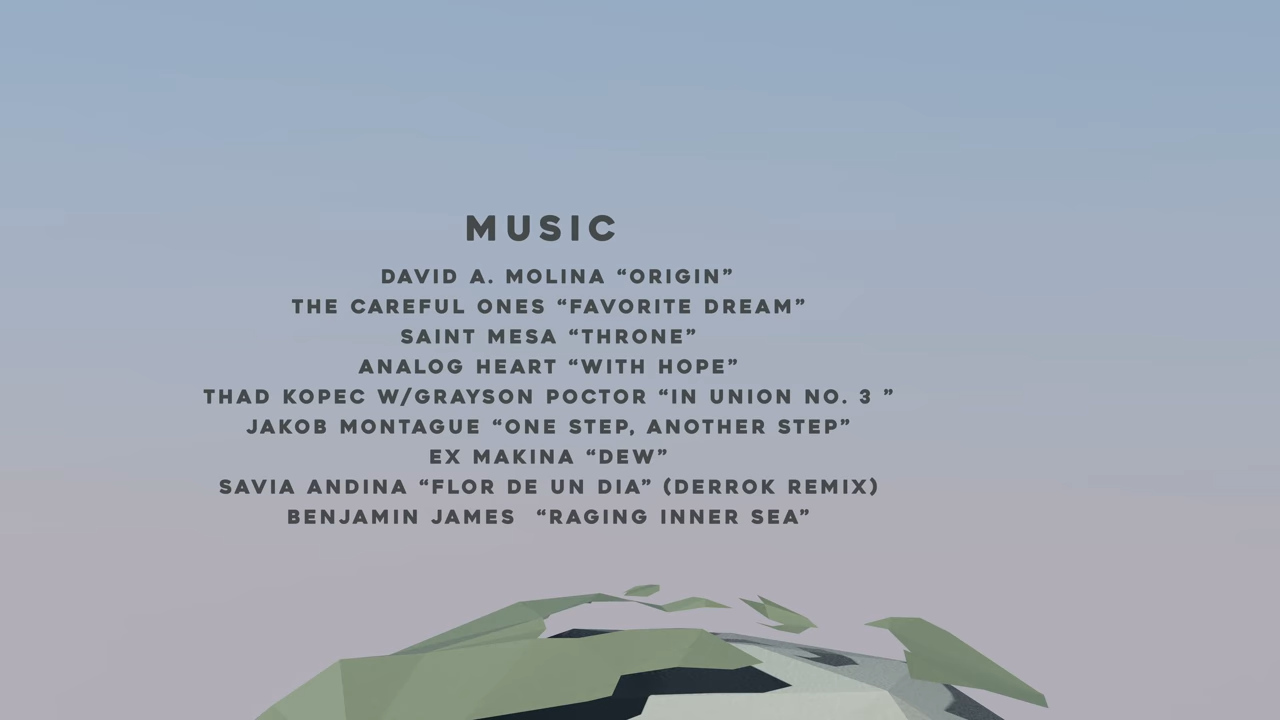 MUSIC
DAVID A. MOLINA “ORIGIN”
THE CAREFUL ONES “FAVORITE DREAM”
SAINT MESA “THRONE”
ANALOG HEART “WITH HOPE”
THAD KOPEC W/GRAYSON POCTOR “IN UNION NO. 3 ”
JAKOB MONTAGUE “ONE STEP, ANOTHER STEP”
EX MAKINA “DEW”
SAVIA ANDINA “FLOR DE UN DIA” (DERROK REMIX)
BENJAMIN JAMES “RAGING INNER SEA”